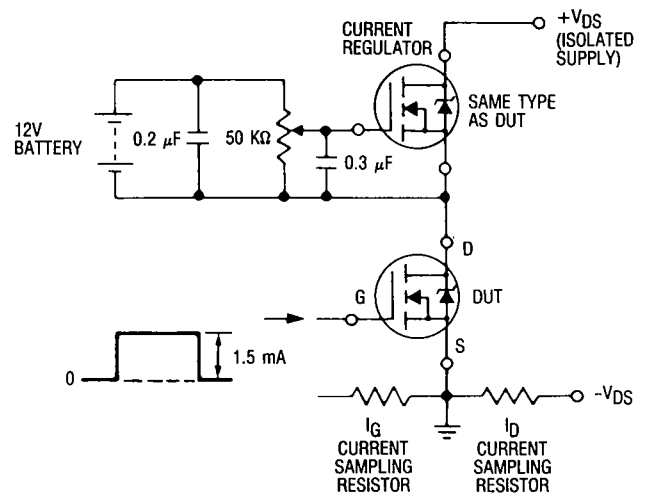 +VDS
(ISOLATED
SUPPLY)
CURRENT
REGULATOR
SAME TYPE
AS DUT
12V
BATTERY
0.2 µF
50 KΩ
0.3 µF
D
G
DUT
S
1.5 mA
0
-VDS
IG
CURRENT
SAMPLING
RESISTOR
ID
CURRENT
SAMPLING
RESISTOR